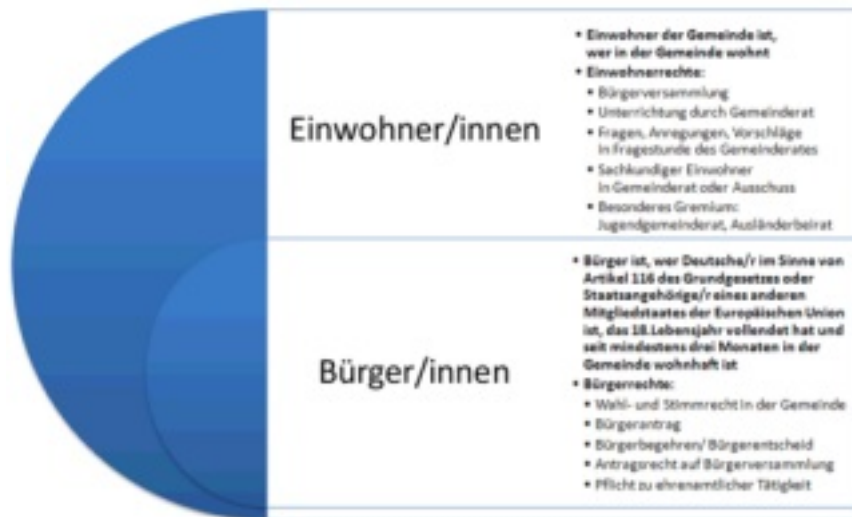 Einwohner/innen
• Einwohner der Gemeinde ist,
wer in der Gemeinde wohnt
• Einwohnerrechte:
• Bürgerversammlung
• Unterrichtung durch Gemeinderat
• Fragen, Anregungen, Vorschläge
in Fragestunde des Gemeinderates
• Sachkundiger Einwohner
in Gemeinderat oder Ausschuss
• Besonderes Gremium:
Jugendgemeinderat, Ausländerbeirat
Bürger/innen
• Bürger ist, wer Deutsche/r im Sinne von
Artikel 116 des Grundgesetzes oder
Staatsangehörige/r eines anderen
Mitgliedstaates der Europäischen Union
ist, das 18.Lebensjahr vollendet hat und
seit mindestens drei Monaten in der
Gemeinde wohnhaft ist
• Bürgerrechte:
• Wahl- und Stimmrecht in der Gemeinde
• Bürgerantrag
• Bürgerbegehren/ Bürgerentscheid
• Antragsrecht auf Bürgerversammlung
• Pflicht zu ehrenamtlicher Tätigkeit